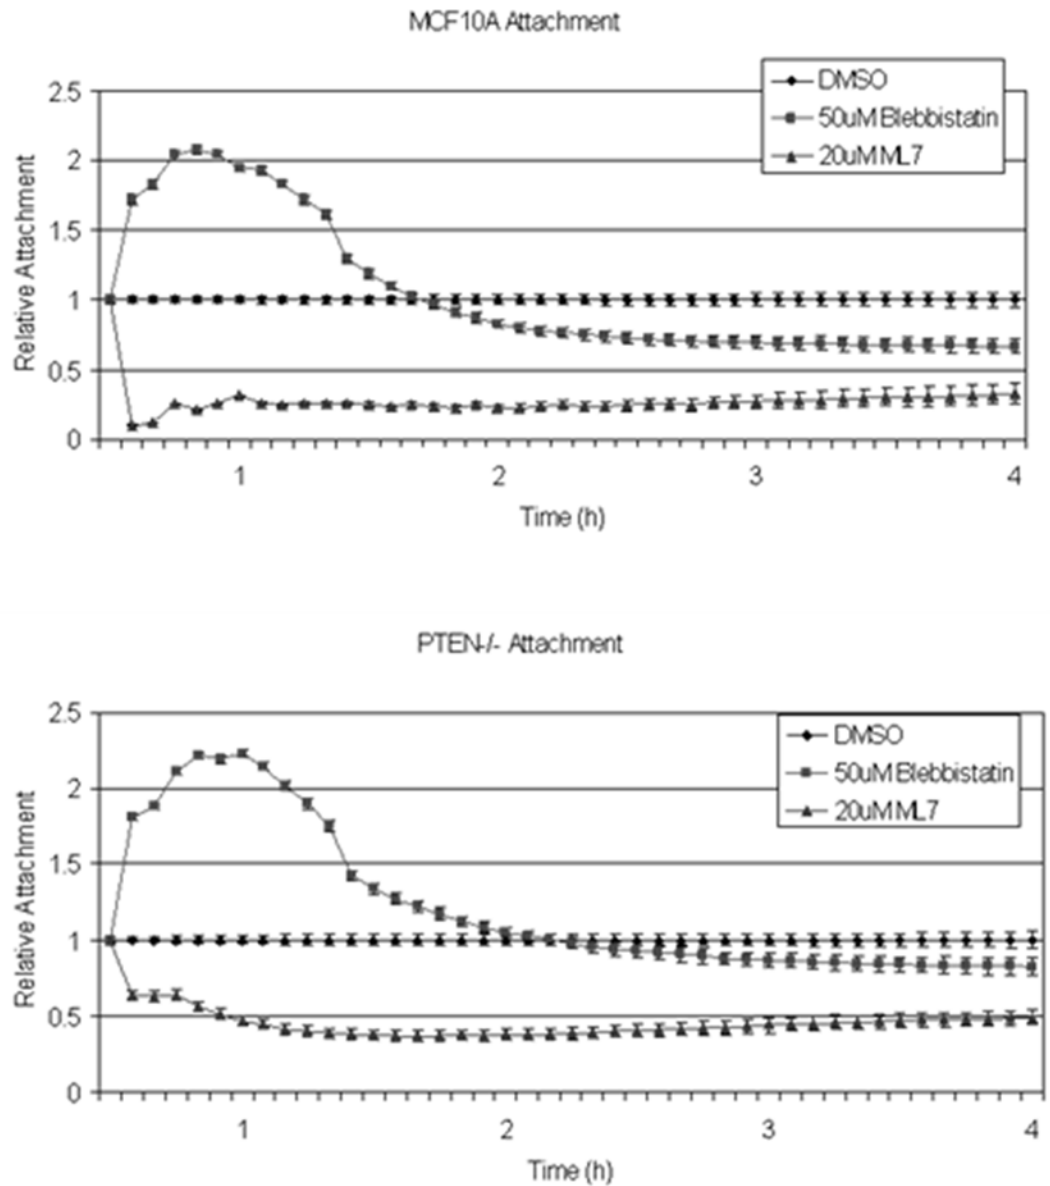 MCF10A Attachment
DMSO
50uM Blebbistatin
20uM ML7
2.5
2
1.5
1
0.5
0
Relative Attachment
1 2 3 4
Time (h)
PTEN-/- Attachment
DMSO
50uM Blebbistatin
20uM ML7
2.5
2
1.5
1
0.5
0
Relative Attachment
1 2 3 4
Time (h)